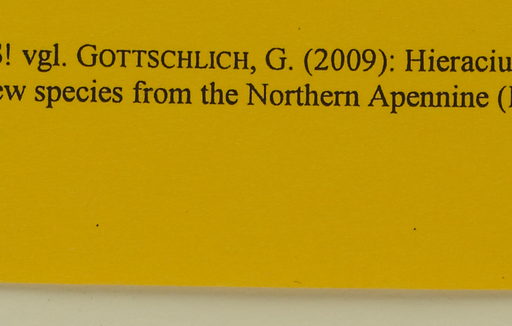 S! vgl. GOTTSCHLICH, G. (2009): Hieraciu
ew species from the Northern Apennine (